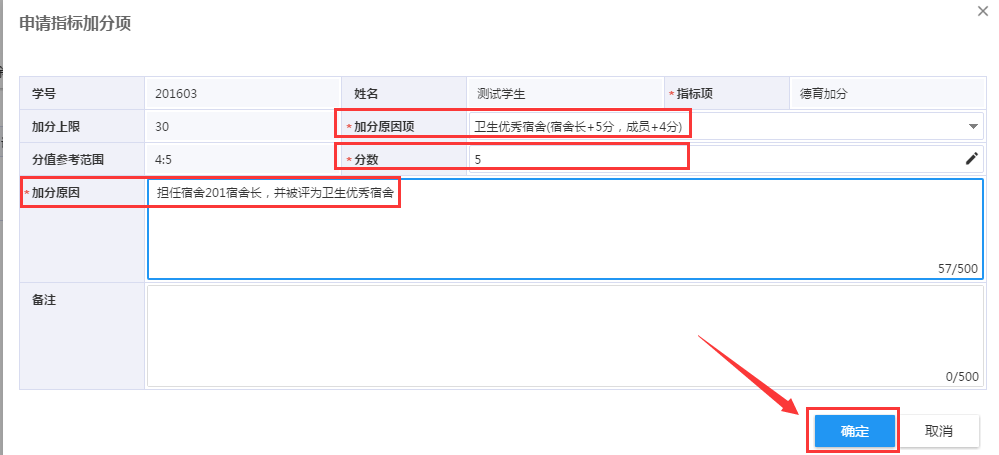 申请指标加分项
学号 201603 姓名 测试学生 *指标项 德育加分
加分上限 30 *加分原因项 卫生优秀宿舍(宿舍长+5分，成员+4分)
分值参考范围 4:5 *分数 5
*加分原因 担任宿舍201宿舍长，并被评为卫生优秀宿舍
57/500
备注
0/500
确定 取消